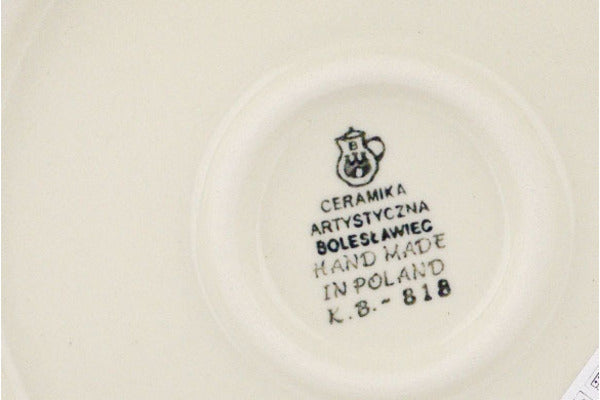 B
CERAMIKA
ARTYSTYCZNA
BOLESŁAWIEC
HAND MADE
IN POLAND
K.B.- 818